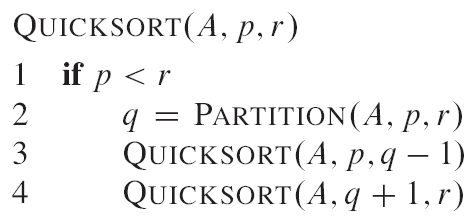 QUICKSORT(A, p, r)
1 if p < r
2 q = PARTITION(A, p, r)
3 QUICKSORT(A, p, q − 1)
4 QUICKSORT(A, q + 1, r)